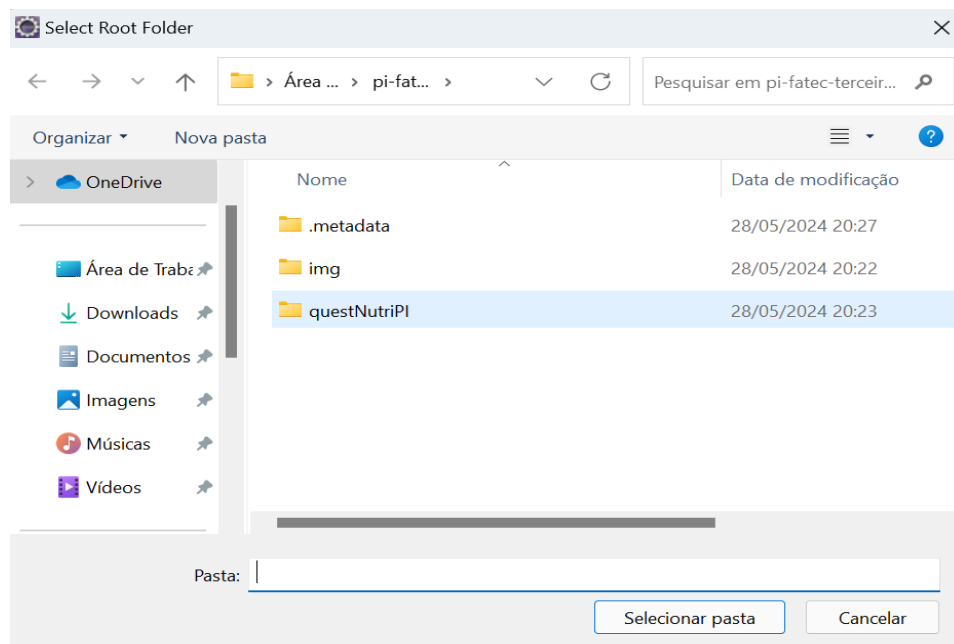 Select Root Folder
Área ... pi-fat...
Pesquisar em pi-fatec-terceir...
Organizar Nova pasta
OneDrive
Nome Data de modificação
.metadata 28/05/2024 20:27
img 28/05/2024 20:22
questNutriPI 28/05/2024 20:23
Área de Traba
Downloads
Documentos
Imagens
Músicas
Vídeos
Pasta:
Selecionar pasta Cancelar